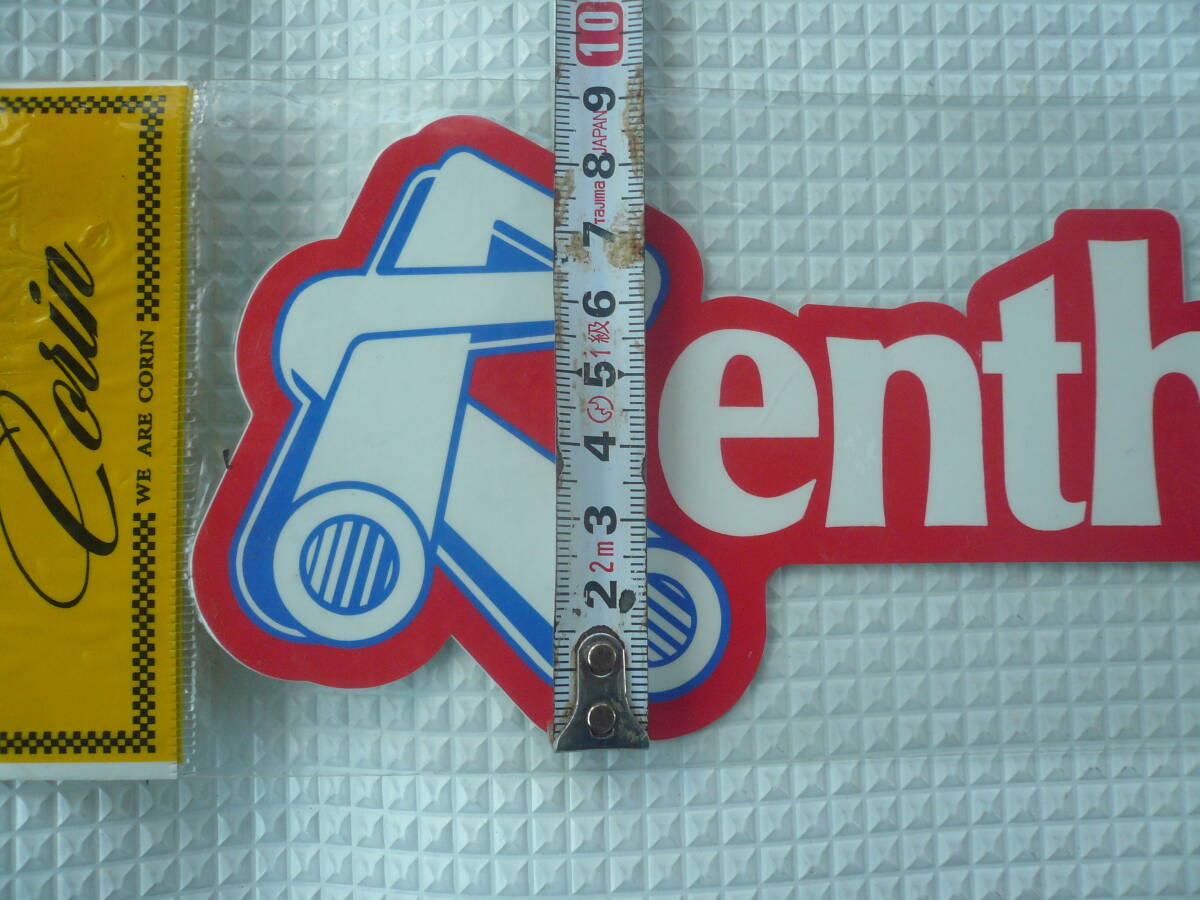 Corin
WE ARE CORIN
10
9
JAPAN
8
Tajima
7
6
1級
5
4
3
2m
2
enth